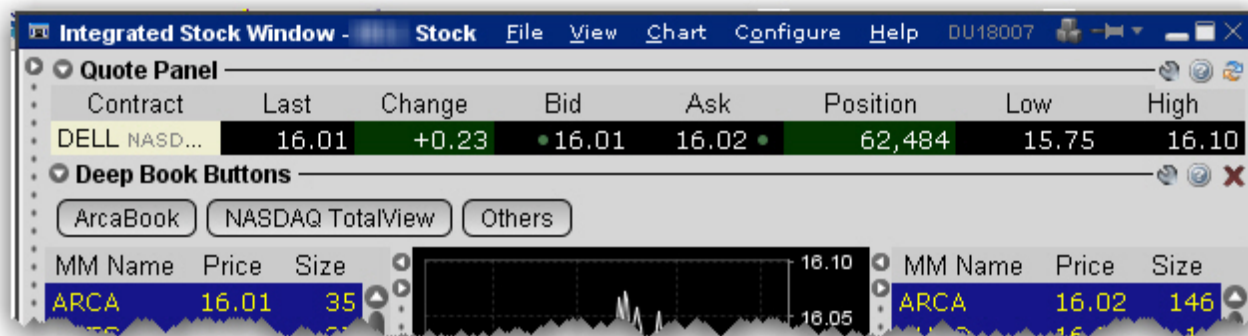 Integrated Stock Window - Stock File View Chart Configure Help DU18007
Quote Panel
Contract Last Change Bid Ask Position Low High
DELL NASD... 16.01 +0.23 16.01 16.02 62,484 15.75 16.10
Deep Book Buttons
ArcaBook NASDAQ TotalView Others
MM Name Price Size 16.10 MM Name Price Size
ARCA 16.01 35 16.05 ARCA 16.02 146